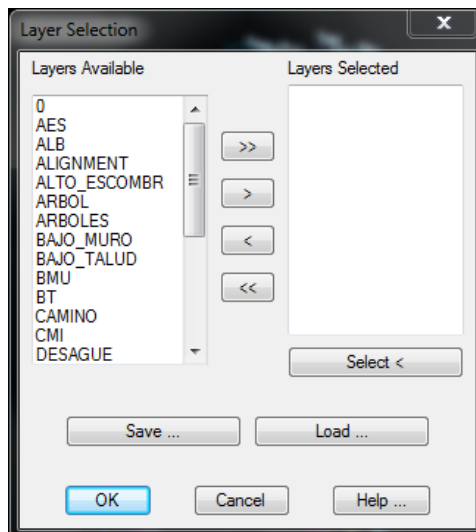 Layer Selection
X
Layers Available
Layers Selected
0
AES
ALB
ALIGNMENT
ALTO_ESCOMBR
ARBOL
ARBOLES
BAJO_MURO
BAJO_TALUD
BMU
BT
CAMINO
CMI
DESAGUE
>>
>
<
<<
Select <
Save ...
Load ...
OK
Cancel
Help ...